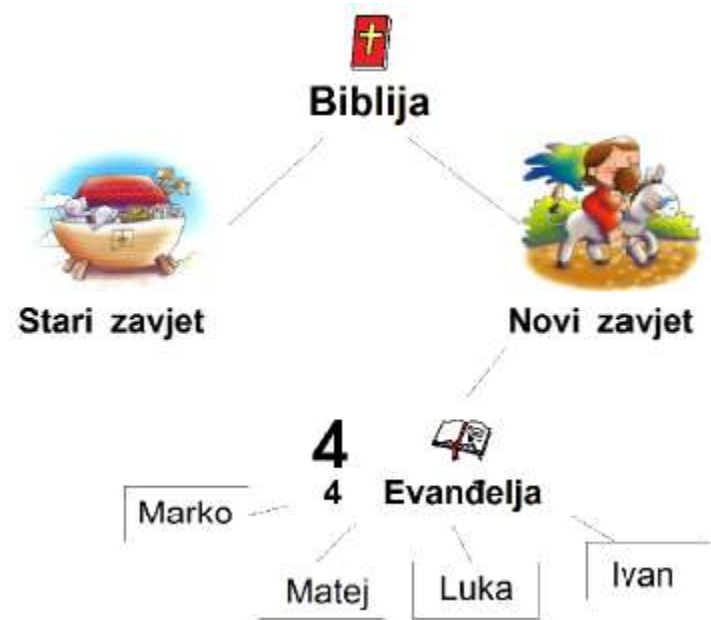 Biblija
Stari zavjet
Novi zavjet
4
4 Evanđelja
Marko
Matej
Luka
Ivan